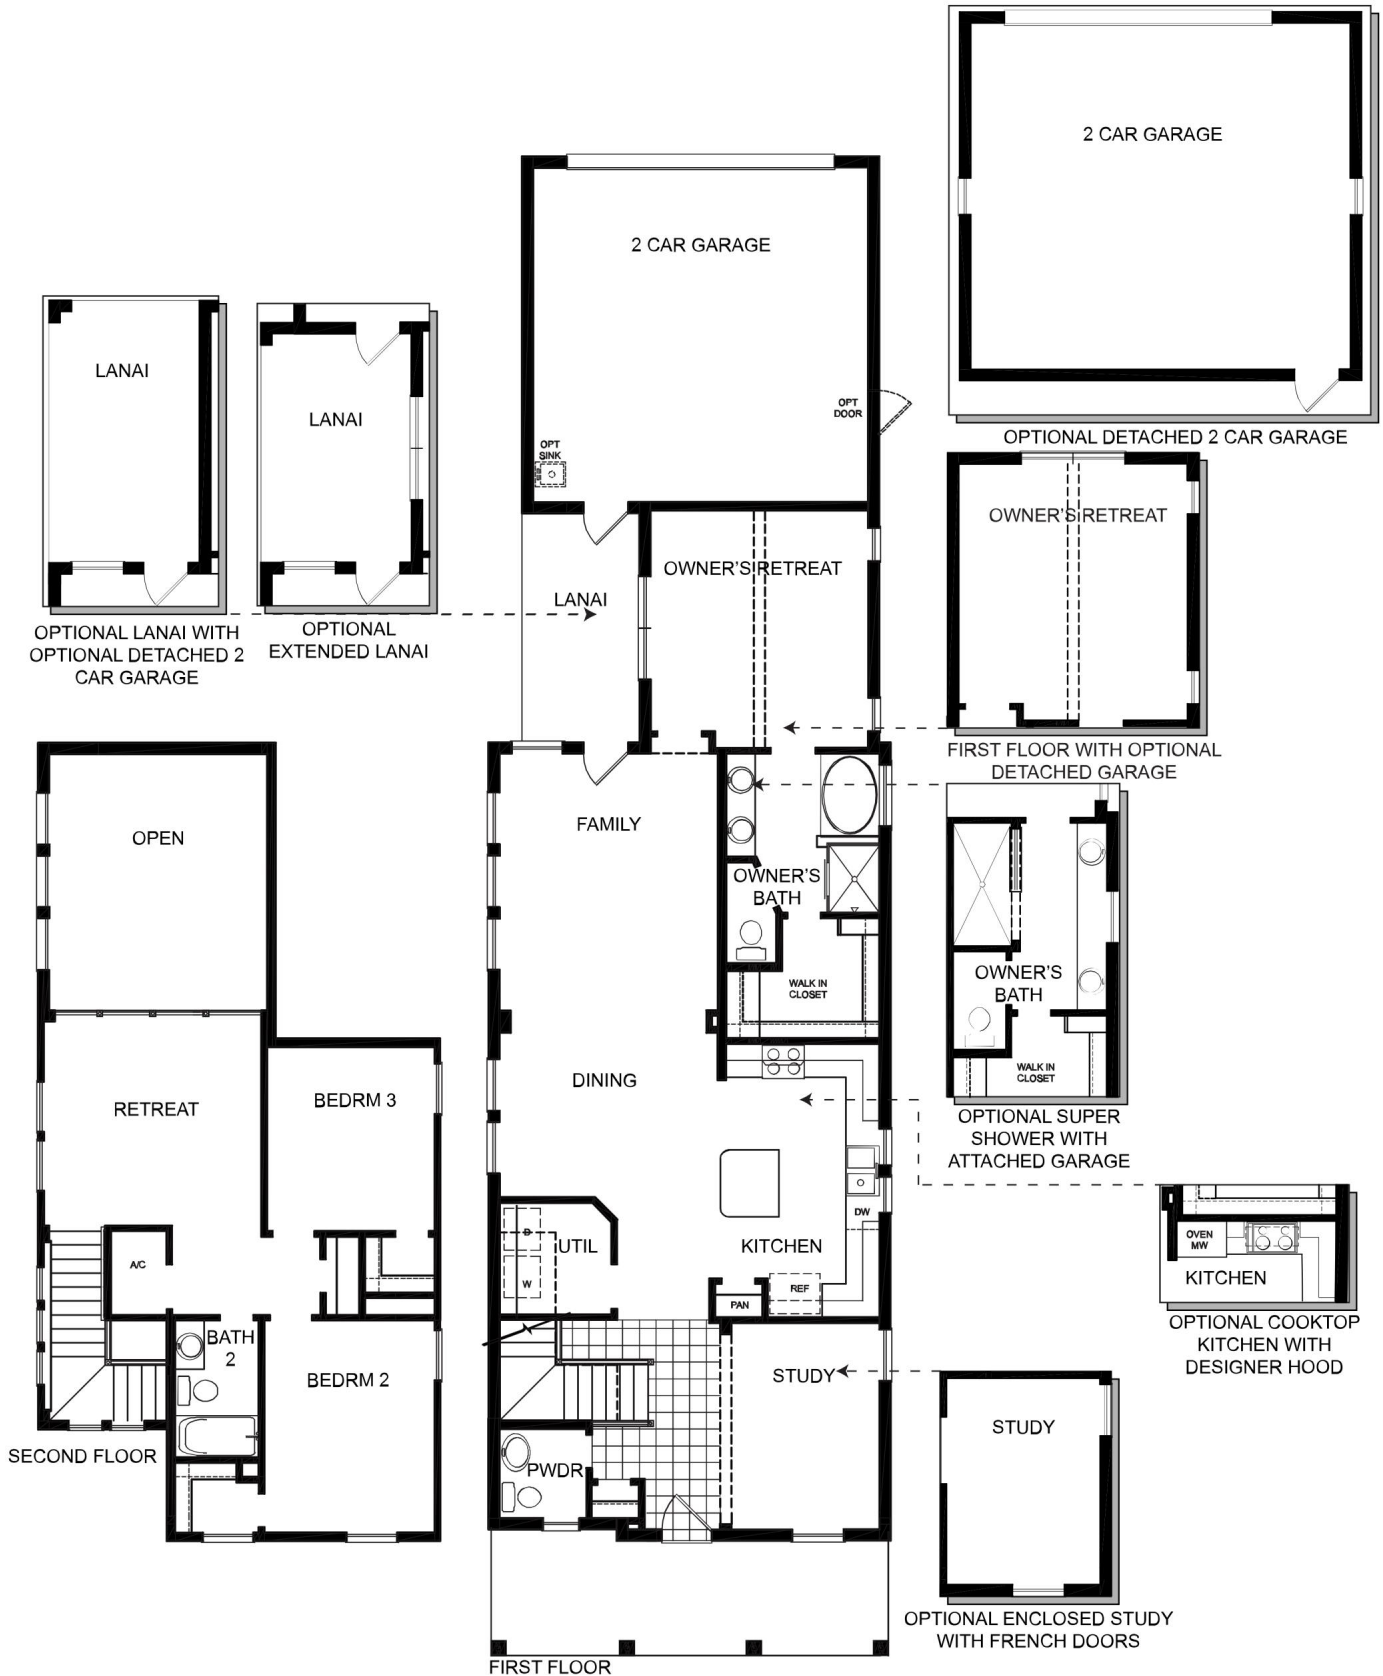 2 CAR GARAGE
OPTIONAL DETACHED 2 CAR GARAGE
2 CAR GARAGE
OPT
DOOR
OPT
SINK
LANAI
OPTIONAL LANAI WITH
OPTIONAL DETACHED 2
CAR GARAGE
LANAI
OPTIONAL
EXTENDED LANAI
LANAI
OWNER'S RETREAT
OWNER'S RETREAT
FIRST FLOOR WITH OPTIONAL
DETACHED GARAGE
OPEN
RETREAT
BEDRM 3
A/C
BATH
2
BEDRM 2
SECOND FLOOR
FAMILY
OWNER'S
BATH
WALK IN
CLOSET
DINING
D
W
UTIL
DW
KITCHEN
REF
PAN
STUDY
PWDR
FIRST FLOOR
OWNER'S
BATH
WALK IN
CLOSET
OPTIONAL SUPER
SHOWER WITH
ATTACHED GARAGE
OVEN
MW
KITCHEN
OPTIONAL COOKTOP
KITCHEN WITH
DESIGNER HOOD
STUDY
OPTIONAL ENCLOSED STUDY
WITH FRENCH DOORS